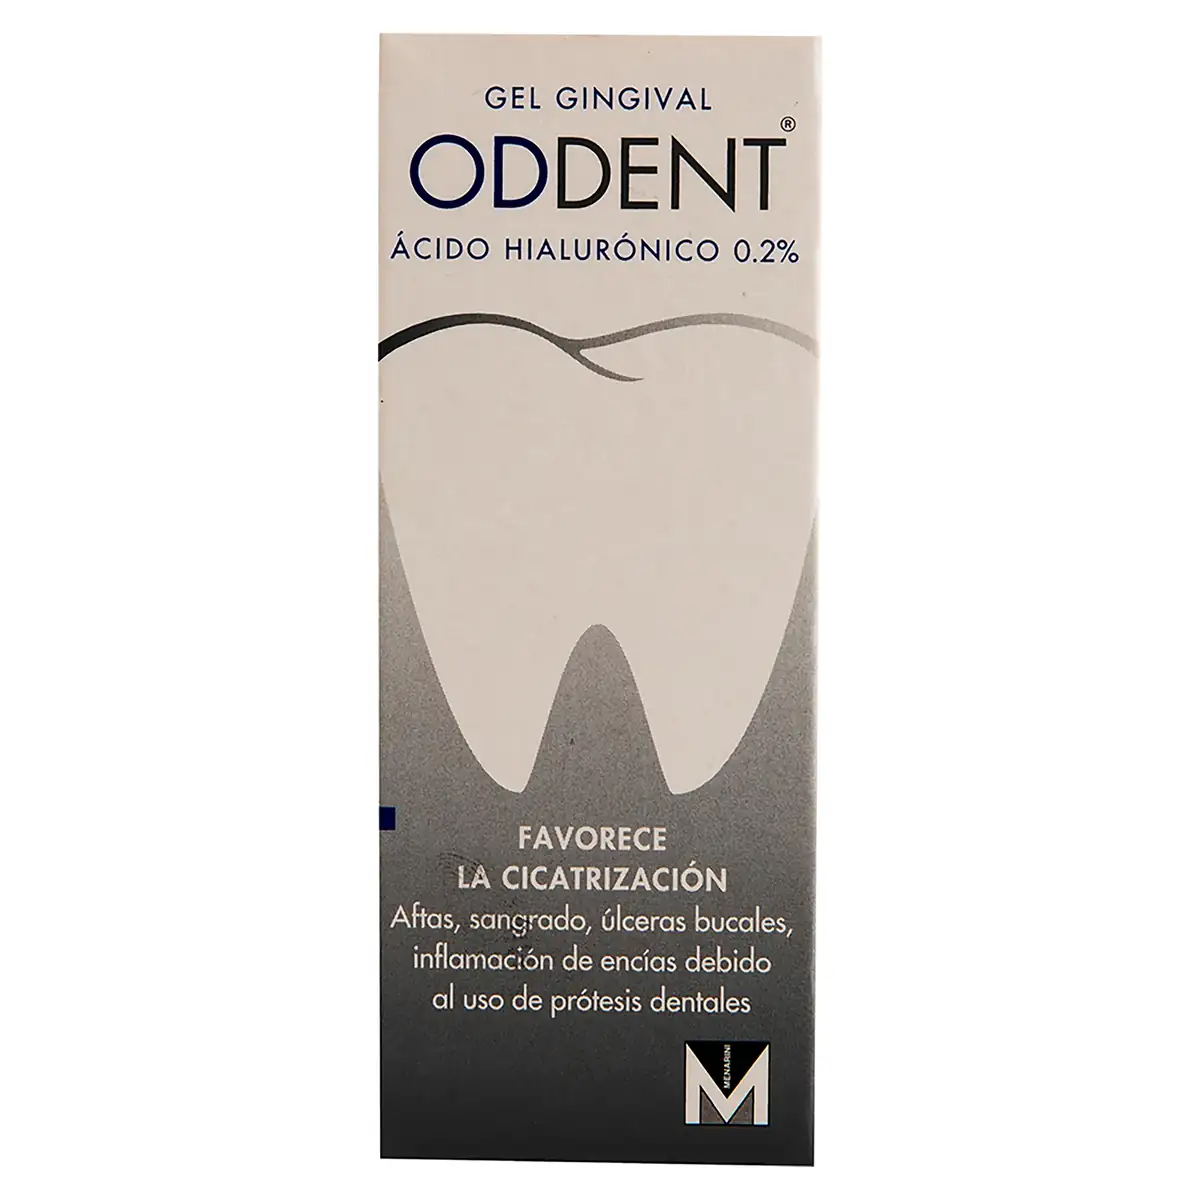 GEL GINGIVAL
ODDENT®
ÁCIDO HIALURÓNICO 0.2%
FAVORECE
LA CICATRIZACIÓN
Aftas, sangrado, úlceras bucales,
inflamación de encías debido
al uso de prótesis dentales
MENARINI